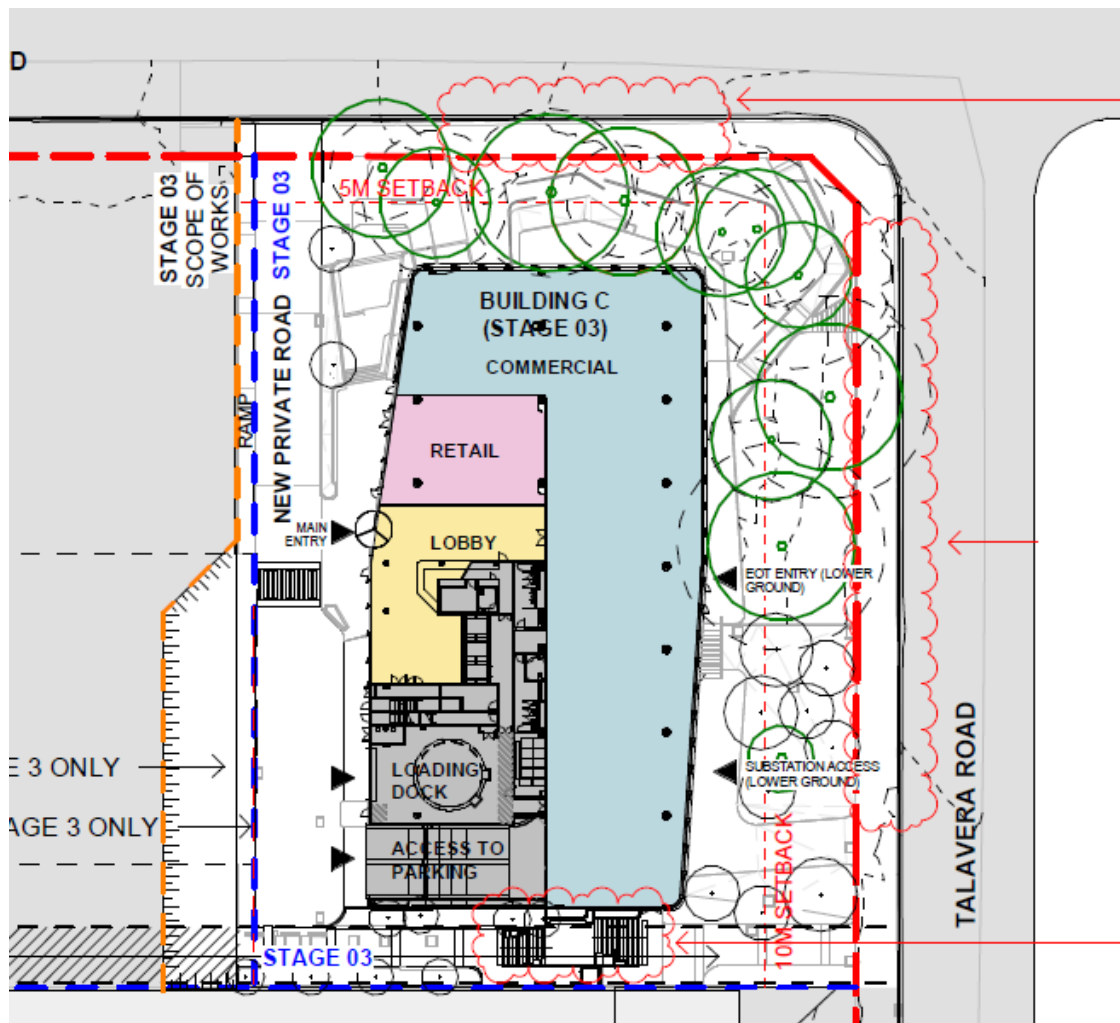 D
5M SETBACK
STAGE 03
SCOPE OF
WORKS
NEW PRIVATE ROAD
STAGE 03
RAMP
BUILDING C
(STAGE 03)
COMMERCIAL
RETAIL
MAIN
ENTRY
LOBBY
EOT ENTRY (LOWER
GROUND)
E 3 ONLY
AGE 3 ONLY
LOADING
DOCK
ACCESS TO
PARKING
SUBSTATION ACCESS
(LOWER GROUND)
10M SETBACK
TALAVERA ROAD
STAGE 03